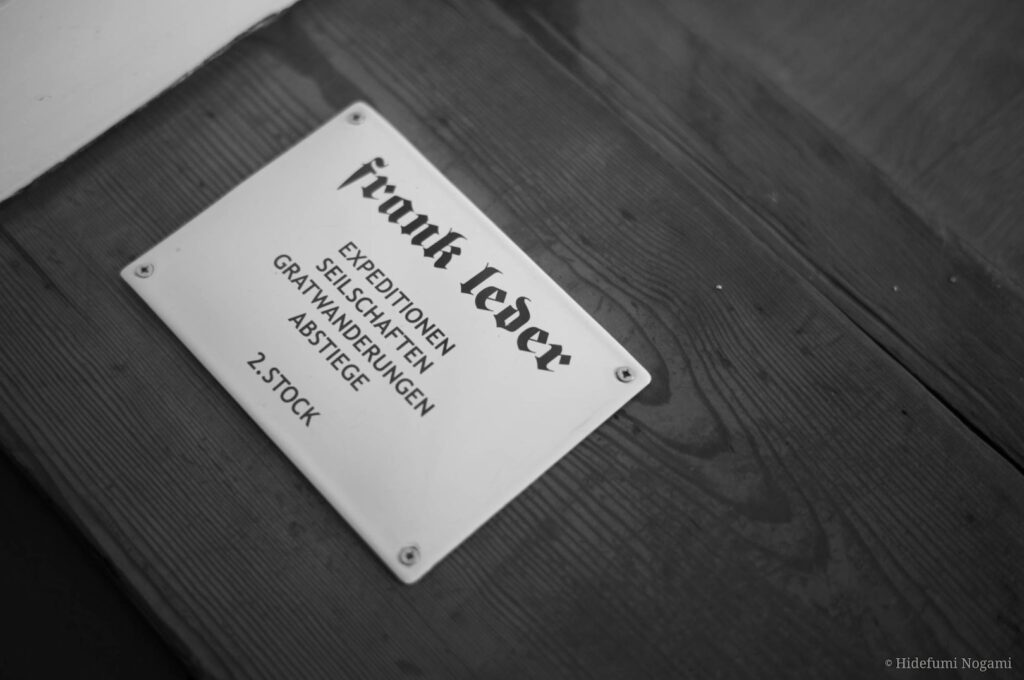 frank leder
EXPEDITIONEN
SEILSCHAFTEN
GRATWANDERUNGEN
ABSTIEGE
2.STOCK
© Hidefumi Nogami